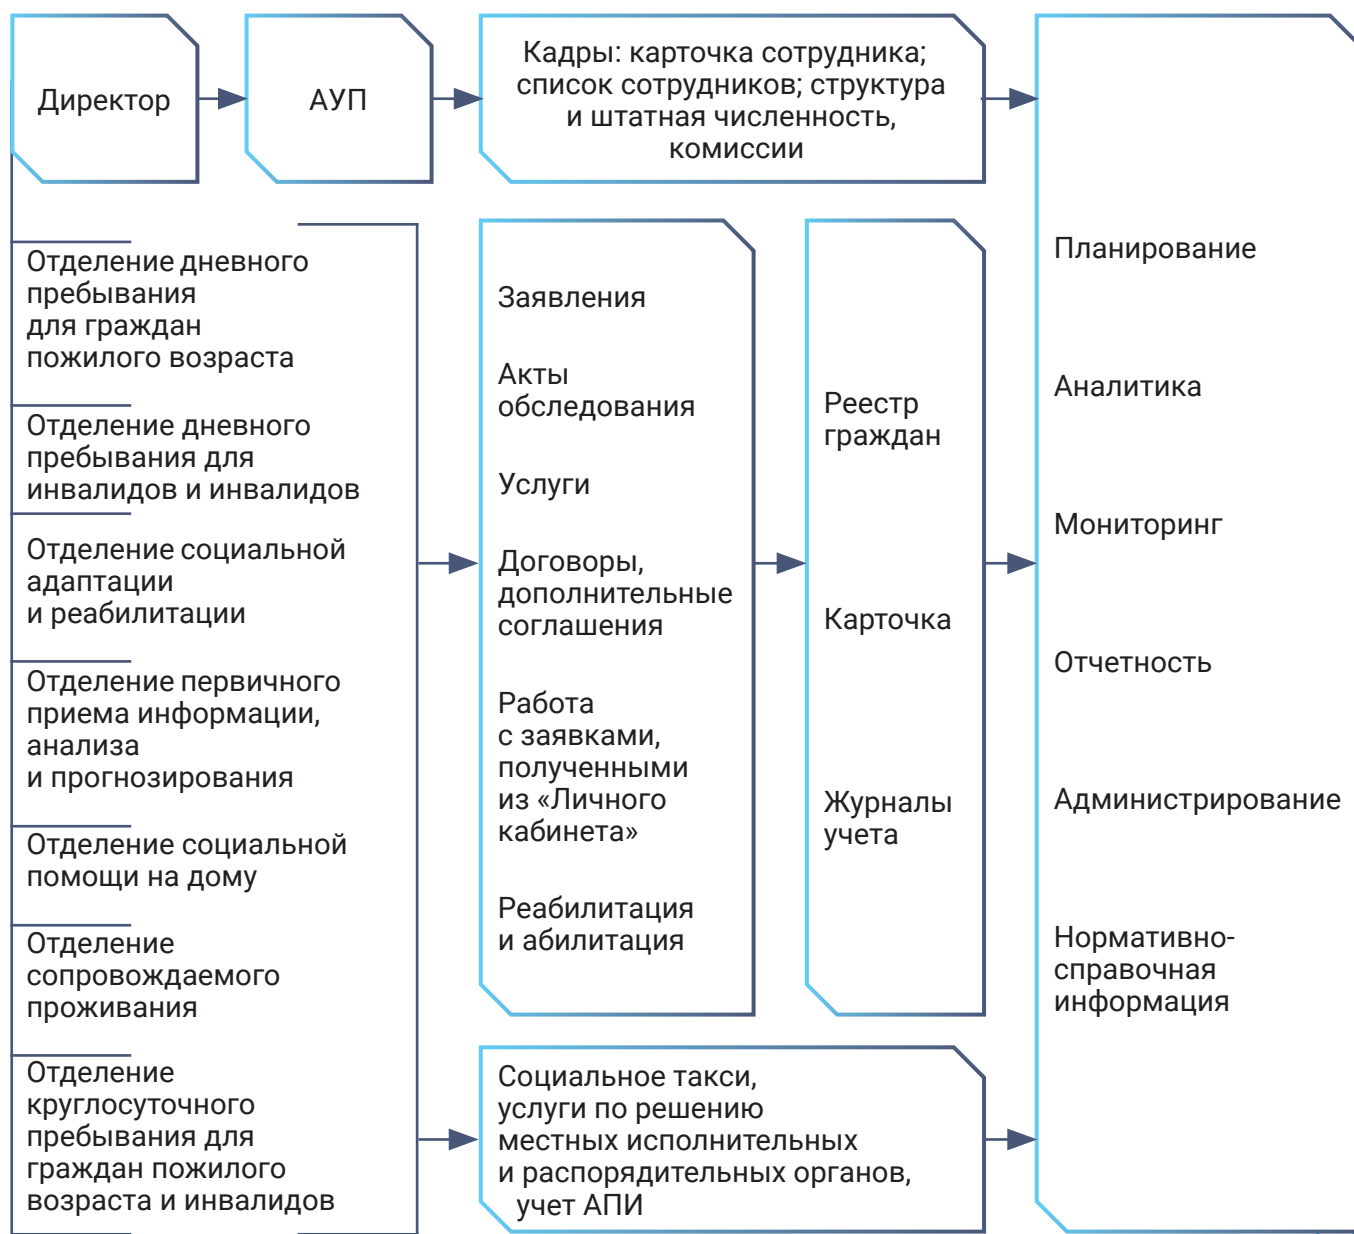 Директор
АУП
Кадры: карточка сотрудника;
список сотрудников; структура
и штатная численность,
комиссии
Отделение дневного
пребывания
для граждан
пожилого возраста
Отделение дневного
пребывания для
инвалидов и инвалидов
Отделение социальной
адаптации
и реабилитации
Отделение первичного
приема информации,
анализа
и прогнозирования
Отделение социальной
помощи на дому
Отделение
сопровождаемого
проживания
Отделение
круглосуточного
пребывания для
граждан пожилого
возраста и инвалидов
Заявления
Акты
обследования
Услуги
Договоры,
дополнительные
соглашения
Работа
с заявками,
полученными
из «Личного
кабинета»
Реабилитация
и абилитация
Реестр
граждан
Карточка
Журналы
учета
Социальное такси,
услуги по решению
местных исполнительных
и распорядительных органов,
учет АПИ
Планирование
Аналитика
Мониторинг
Отчетность
Администрирование
Нормативно-
справочная
информация